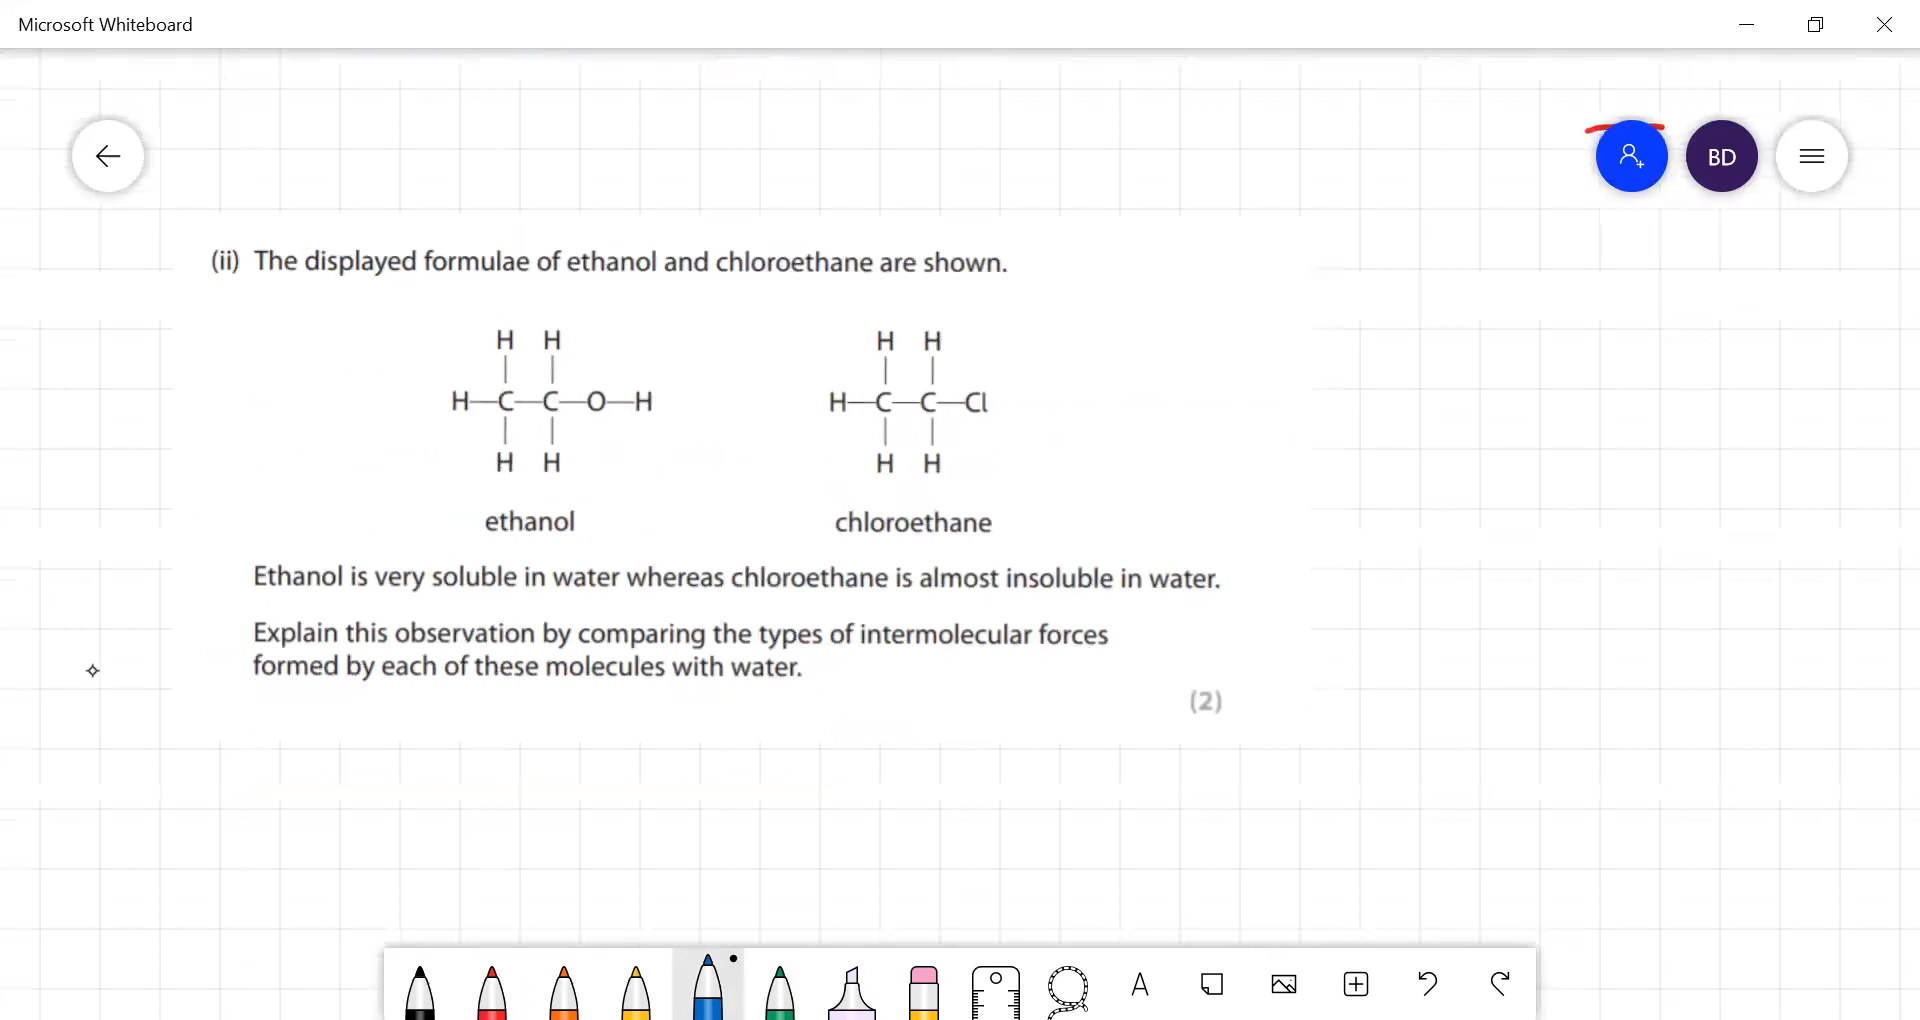 Microsoft Whiteboard
BD
(ii) The displayed formulae of ethanol and chloroethane are shown.
H H
H—C—C—O—H
H H
ethanol
H H
H—C—C—Cl
H H
chloroethane
Ethanol is very soluble in water whereas chloroethane is almost insoluble in water.
Explain this observation by comparing the types of intermolecular forces
formed by each of these molecules with water.
(2)
A